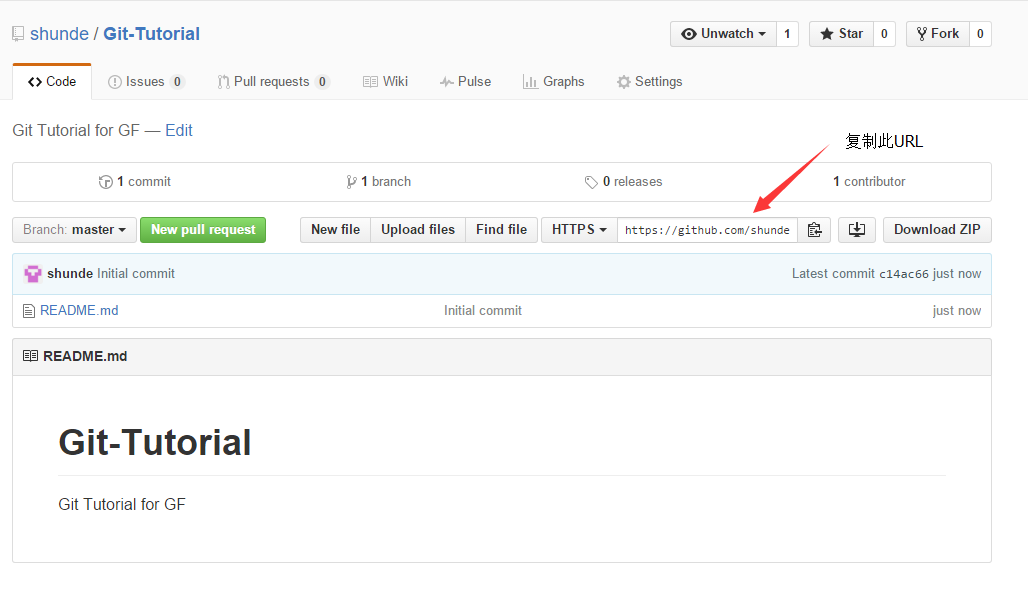 shunde / Git-Tutorial
Unwatch 1 Star 0 Fork 0
Code Issues 0 Pull requests 0 Wiki Pulse Graphs Settings
Git Tutorial for GF — Edit
复制此URL
1 commit 1 branch 0 releases 1 contributor
Branch: master New pull request New file Upload files Find file HTTPS https://github.com/shunde Download ZIP
shunde Initial commit Latest commit c14ac66 just now
README.md Initial commit just now
README.md
Git-Tutorial
Git Tutorial for GF